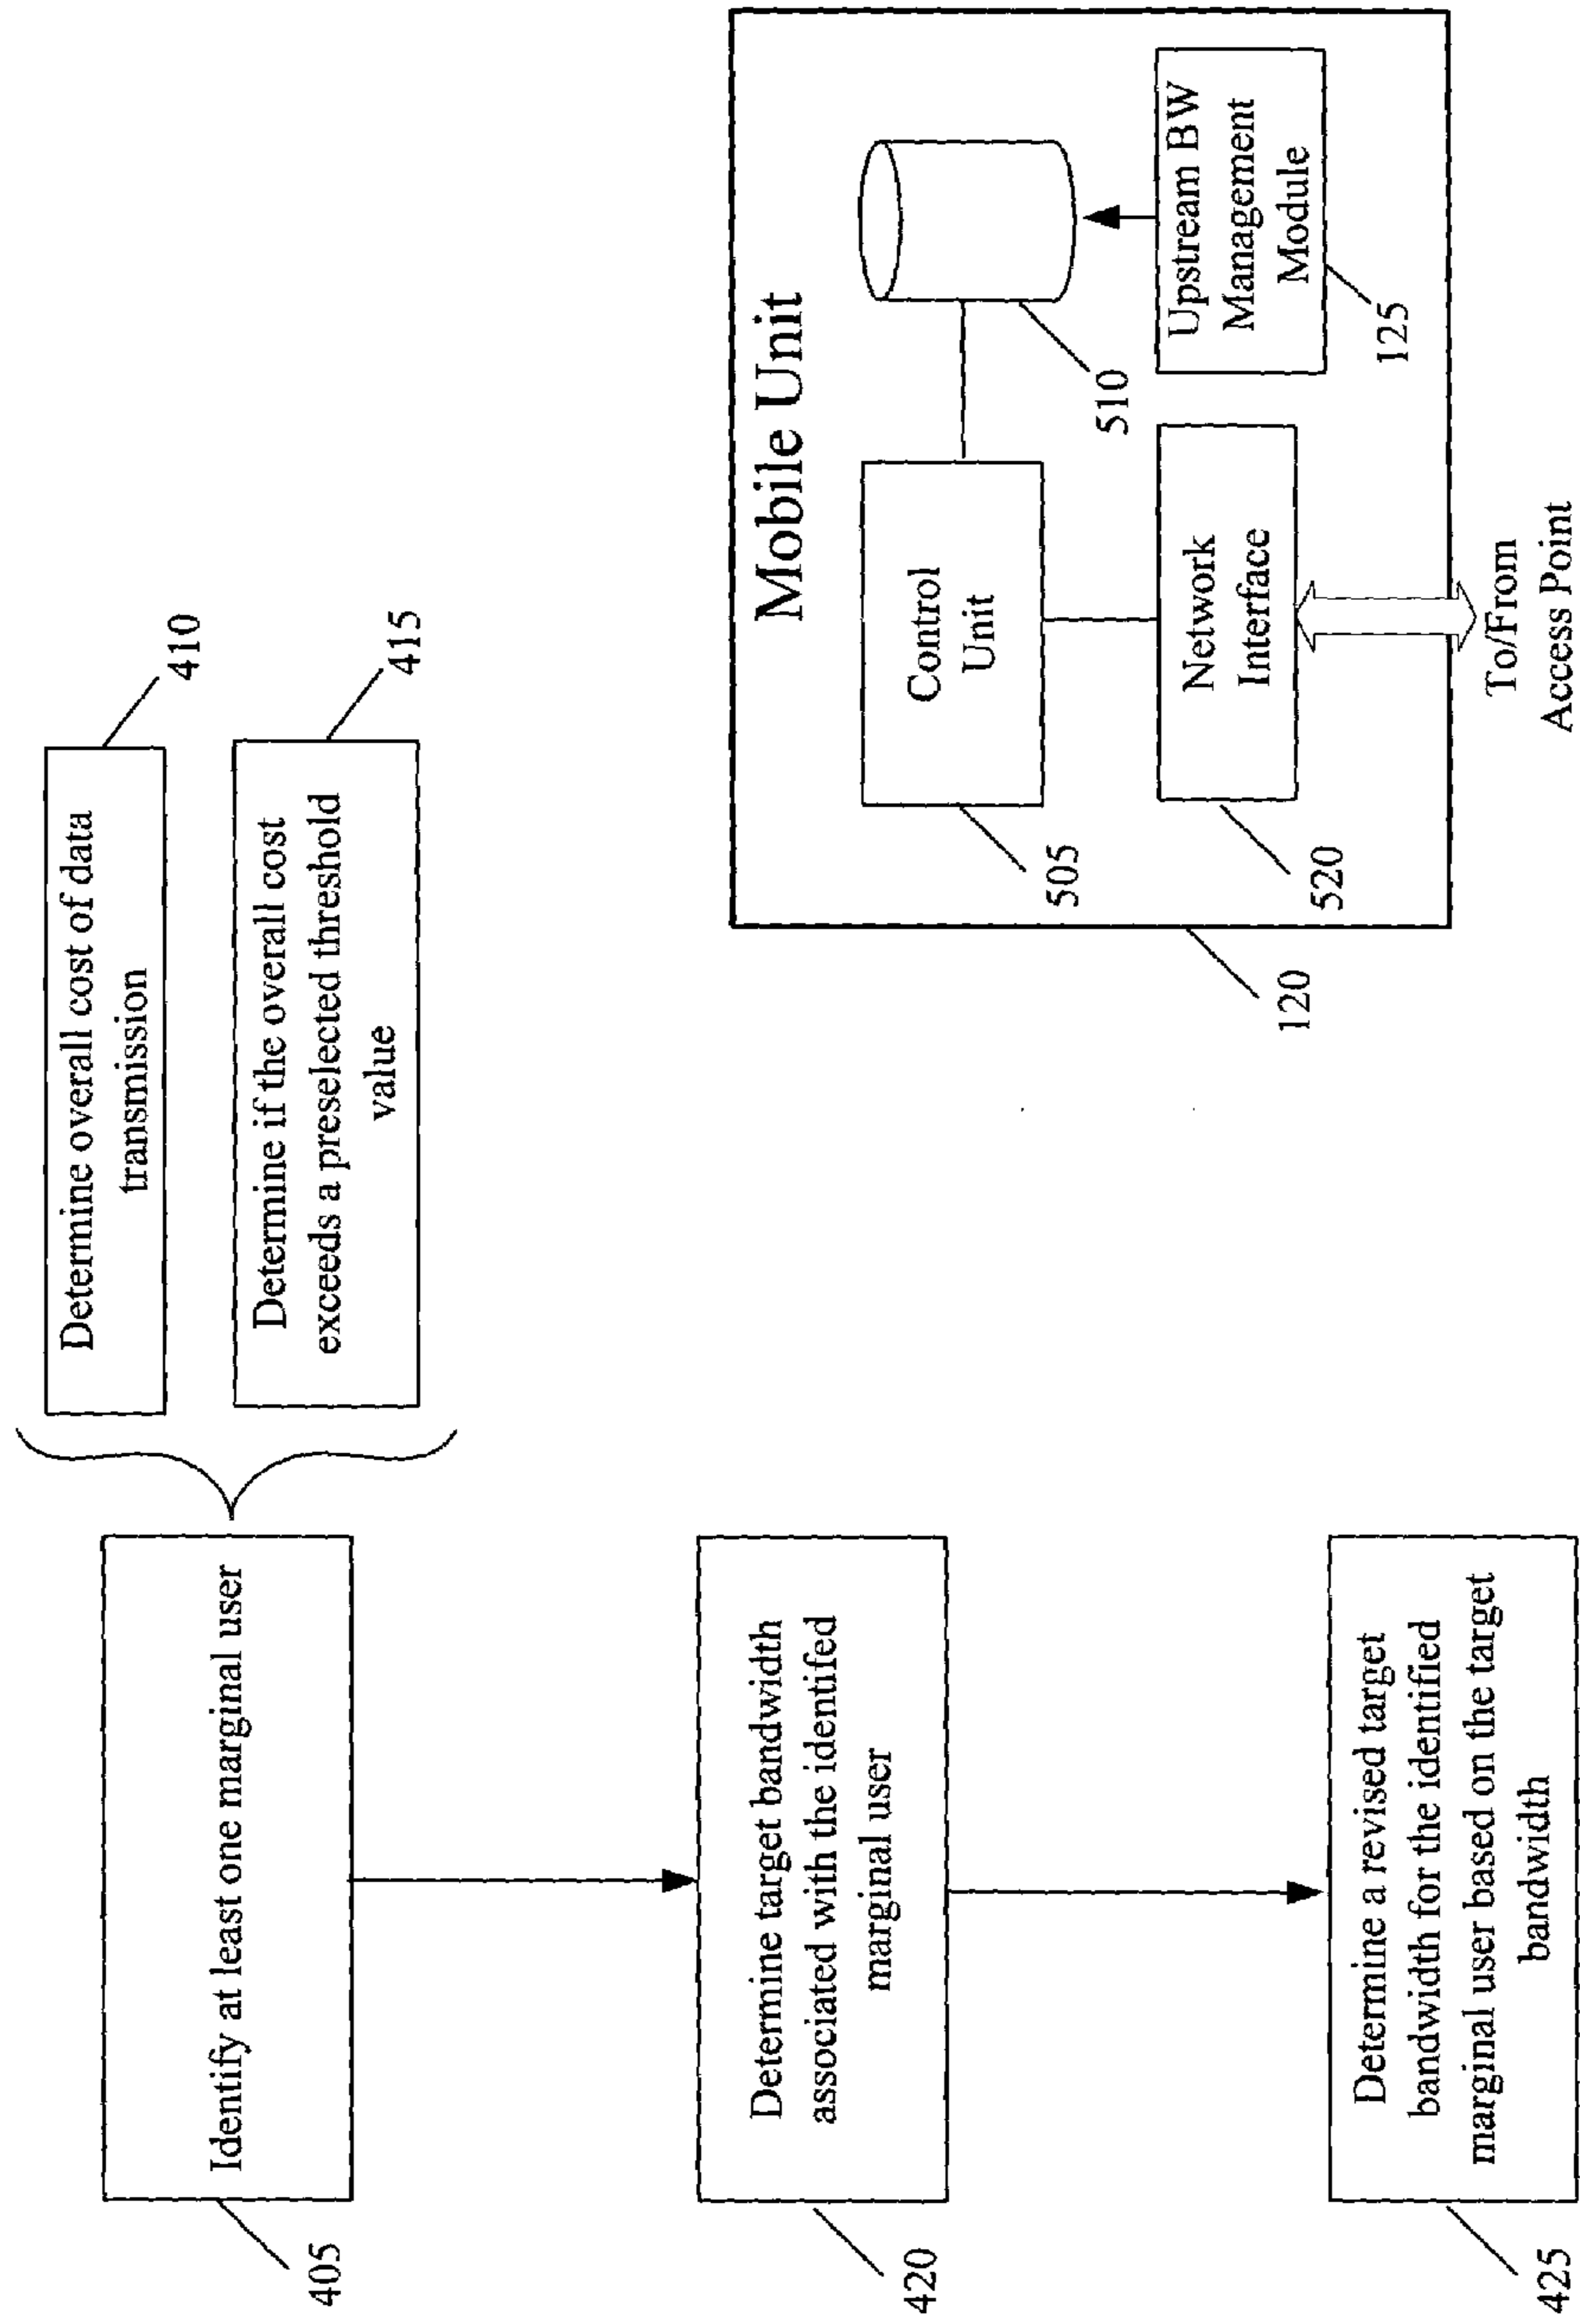 Identify at least one marginal user
405
Determine overall cost of data
transmission
410
Determine if the overall cost
exceeds a preselected threshold
value
415
Determine target bandwidth
associated with the identifed
marginal user
420
Determine a revised target
bandwidth for the identified
marginal user based on the target
bandwidth
425
Mobile Unit
Control
Unit
505
510
Network
Interface
520
Upstream BW
Management
Module
125
120
To/From
Access Point